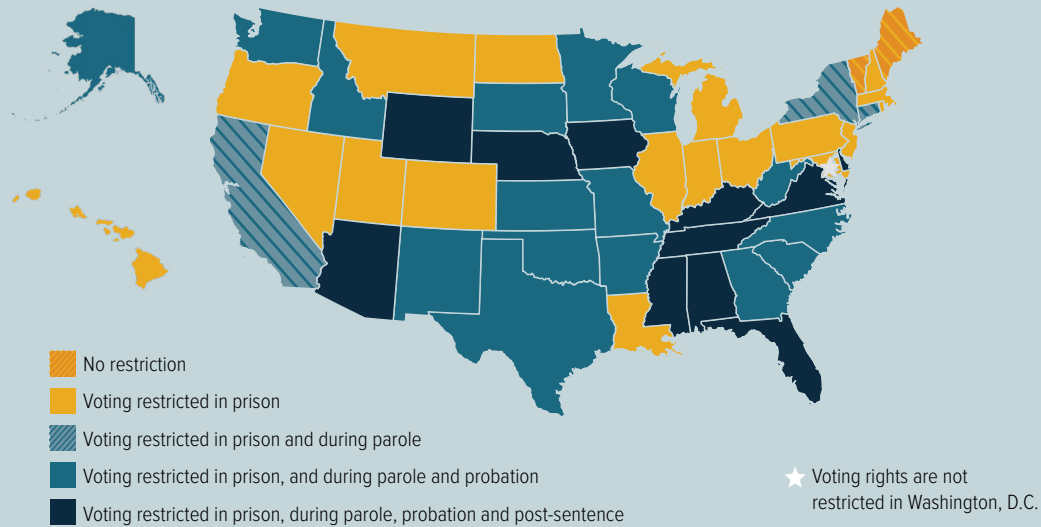 No restriction
Voting restricted in prison
Voting restricted in prison and during parole
Voting restricted in prison, and during parole and probation
Voting restricted in prison, during parole, probation and post-sentence
Voting rights are not
restricted in Washington, D.C.